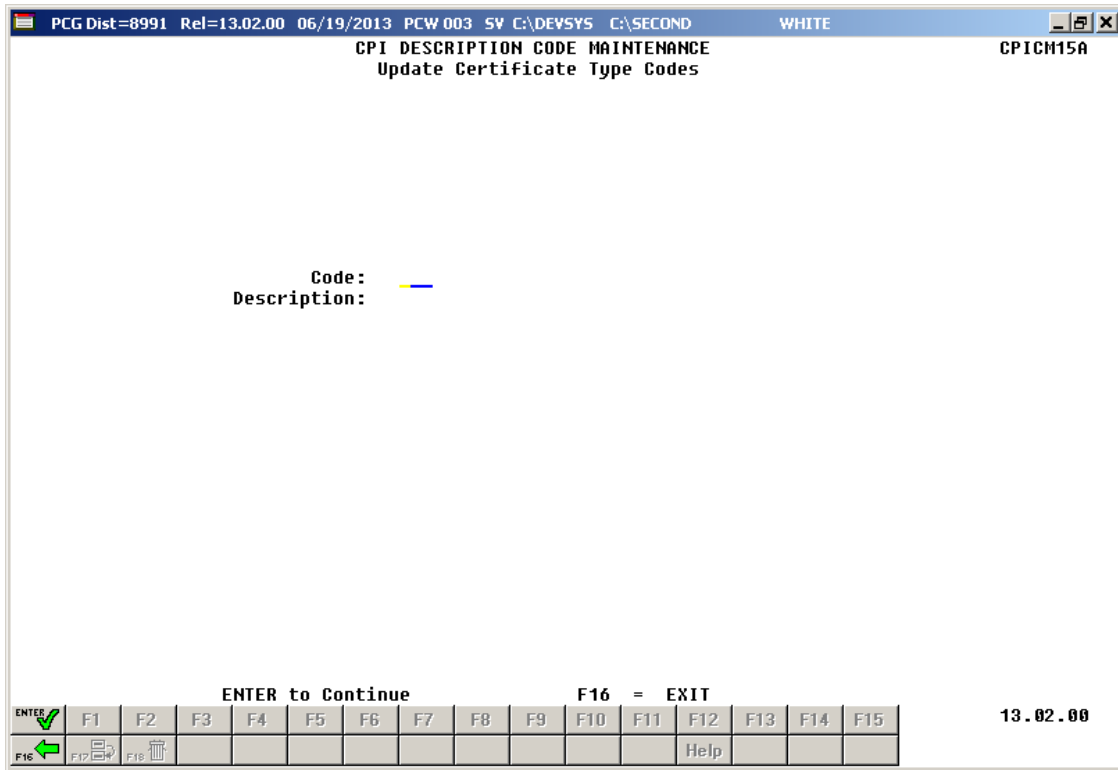 PCG Dist=8991 Rel=13.02.00 06/19/2013 PCW 003 SV C:\DEVSYS C:\SECOND WHITE
CPI DESCRIPTION CODE MAINTENANCE CPICM15A
Update Certificate Type Codes
Code:
Description:
ENTER to Continue F16 = EXIT
ENTER F1 F2 F3 F4 F5 F6 F7 F8 F9 F10 F11 F12 F13 F14 F15 13.02.00
F16 F17 F18 Help